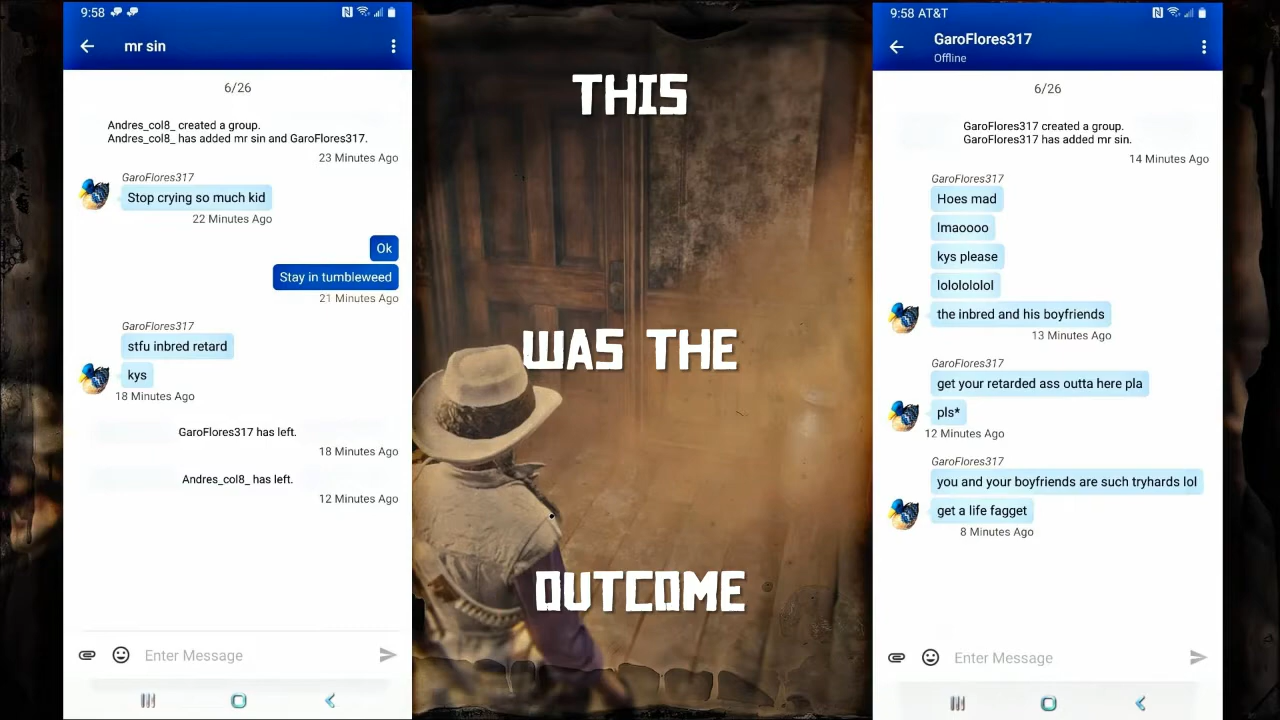 9:58
mr sin
6/26
Andres_col8_ created a group.
Andres_col8_ has added mr sin and GaroFlores317.
23 Minutes Ago
GaroFlores317
Stop crying so much kid
22 Minutes Ago
Ok
Stay in tumbleweed
21 Minutes Ago
GaroFlores317
stfu inbred retard
kys
18 Minutes Ago
GaroFlores317 has left.
18 Minutes Ago
Andres_col8_ has left.
12 Minutes Ago
Enter Message
THIS
WAS THE
OUTCOME
9:58 AT&T
GaroFlores317
Offline
6/26
GaroFlores317 created a group.
GaroFlores317 has added mr sin.
14 Minutes Ago
GaroFlores317
Hoes mad
lmaoooo
kys please
lolololol
the inbred and his boyfriends
13 Minutes Ago
GaroFlores317
get your retarded ass outta here pla
pls*
12 Minutes Ago
GaroFlores317
you and your boyfriends are such tryhards lol
get a life fagget
8 Minutes Ago
Enter Message